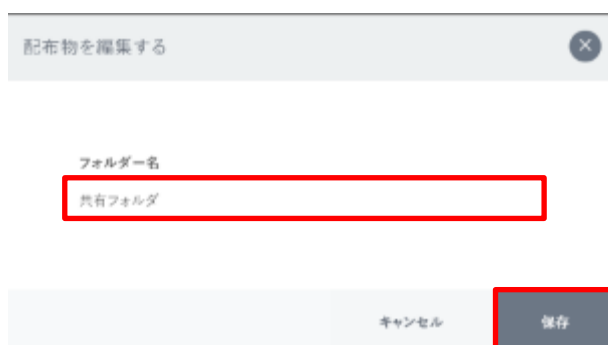 配布物を編集する
フォルダー名
共有フォルダ
キャンセル
保存